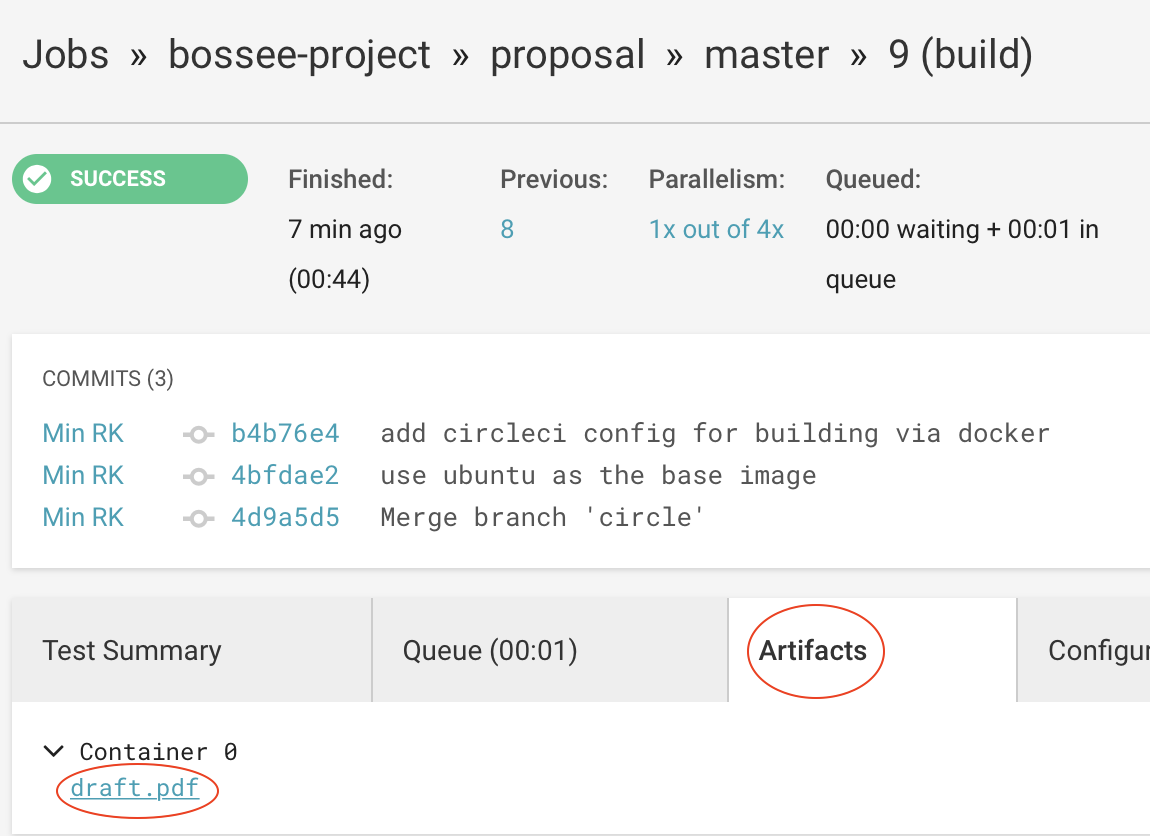 Jobs » bossee-project » proposal » master » 9 (build)
SUCCESS
Finished:
7 min ago
(00:44)
Previous:
8
Parallelism:
1x out of 4x
Queued:
00:00 waiting + 00:01 in
queue
COMMITS (3)
Min RK b4b76e4 add circleci config for building via docker
Min RK 4bfdae2 use ubuntu as the base image
Min RK 4d9a5d5 Merge branch 'circle'
Test Summary Queue (00:01) Artifacts Configur
Container 0
draft.pdf